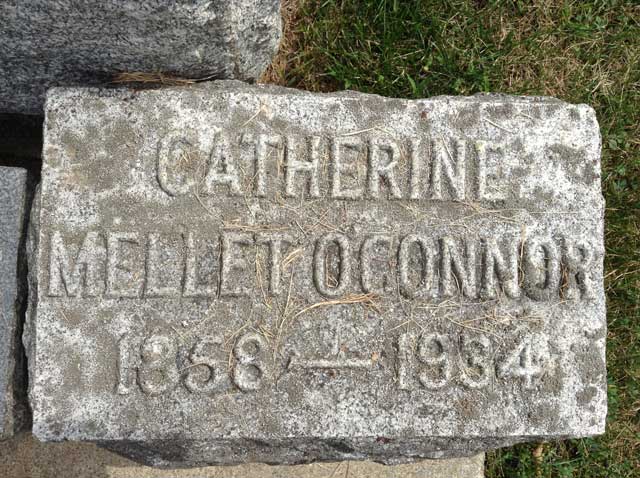 CATHERINE
MELLET O'CONNOR
1858 — 1934